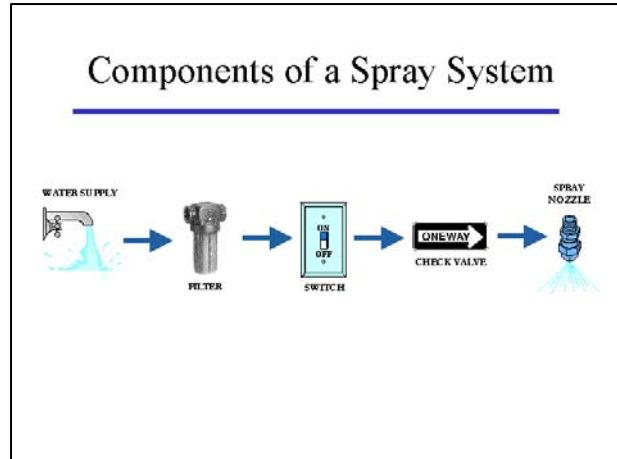 Components of a Spray System
WATER SUPPLY
FILTER
ON
OFF
SWITCH
ONEWAY
CHECK VALVE
SPRAY
NOZZLE